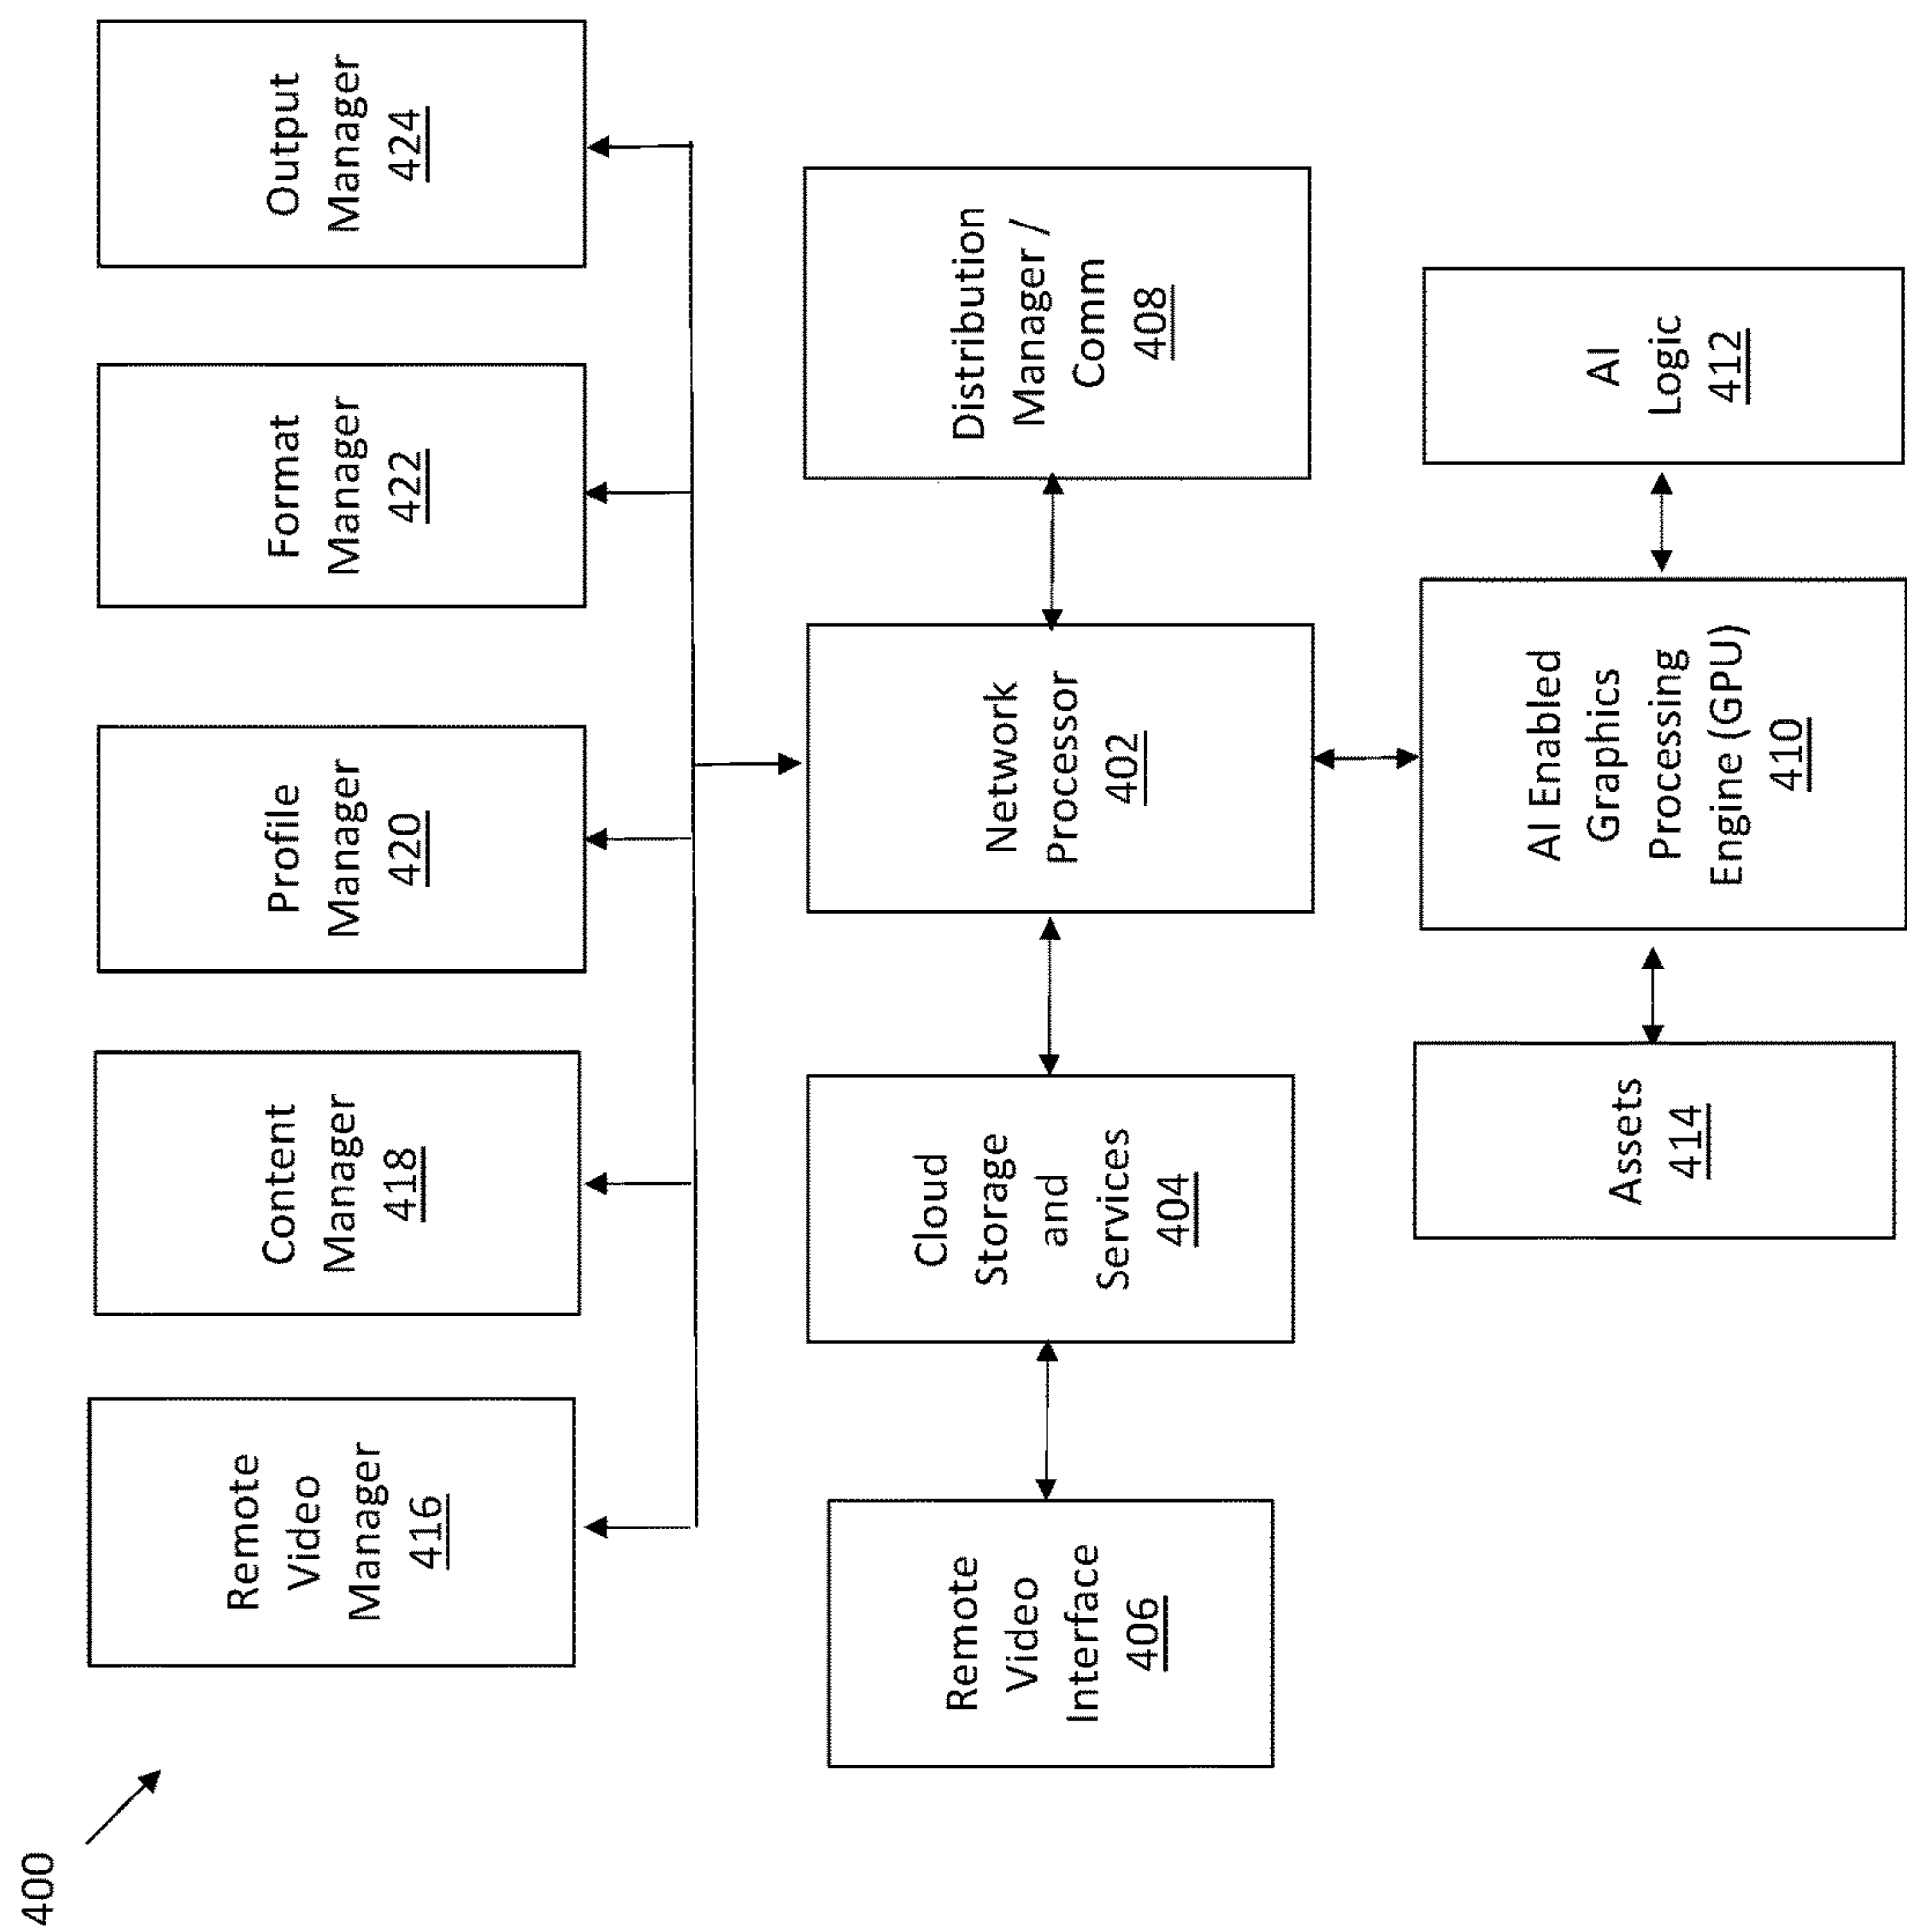 400
Remote
Video
Manager
416
Content
Manager
418
Profile
Manager
420
Format
Manager
422
Output
Manager
424
Remote
Video
Interface
406
Cloud
Storage
and
Services
404
Network
Processor
402
Distribution
Manager /
Comm
408
Assets
414
AI Enabled
Graphics
Processing
Engine (GPU)
410
AI
Logic
412